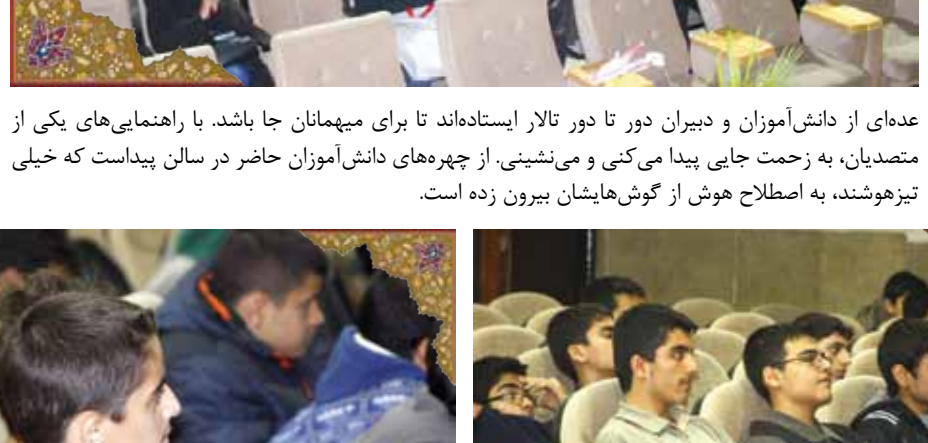 عده‌ای از دانش‌آموزان و دبیران دور تا دور تالار ایستاده‌اند تا برای میهمانان جا باشد. با راهنمایی‌های یکی از
متصدیان، به زحمت جایی پیدا می‌کنی و می‌نشینی. از چهره‌های دانش‌آموزان حاضر در سالن پیداست که خیلی
تیزهوشند، به اصطلاح هوش از گوش‌هایشان بیرون زده است.